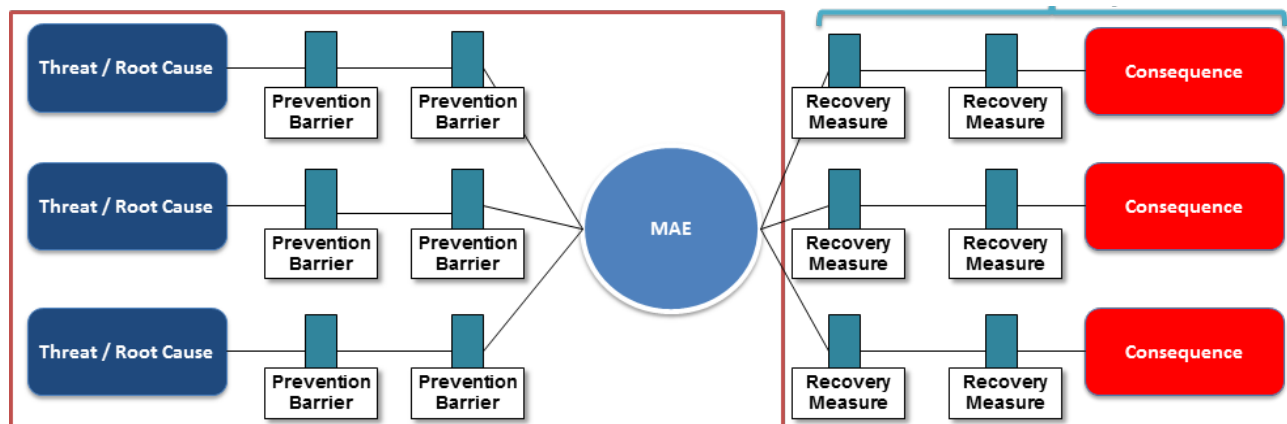 Threat / Root Cause
Prevention
Barrier
Prevention
Barrier
Recovery
Measure
Recovery
Measure
Consequence
Threat / Root Cause
Prevention
Barrier
Prevention
Barrier
MAE
Recovery
Measure
Recovery
Measure
Consequence
Threat / Root Cause
Prevention
Barrier
Prevention
Barrier
Recovery
Measure
Recovery
Measure
Consequence